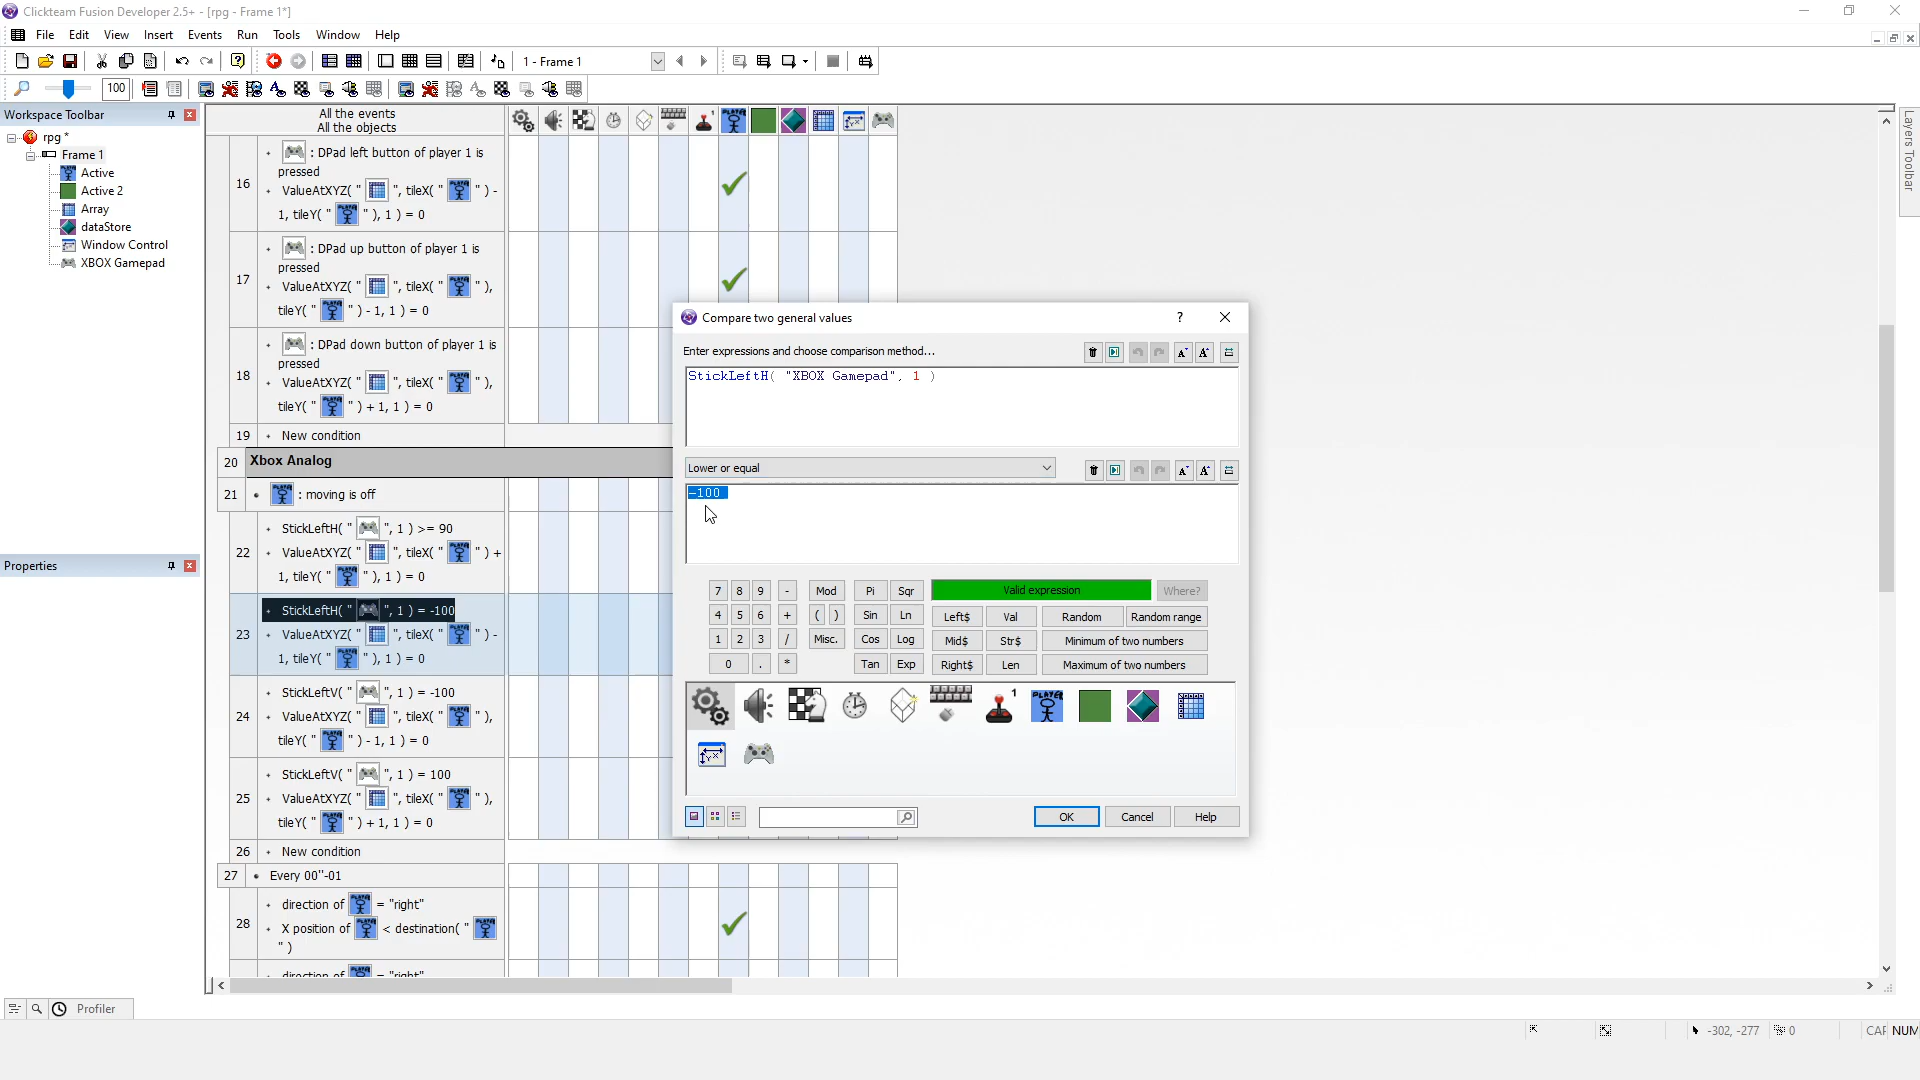 Clickteam Fusion Developer 2.5+ - [rpg - Frame 1*]
File Edit View Insert Events Run Tools Window Help
1 - Frame 1
100
Workspace Toolbar
rpg *
Frame 1
Active
Active 2
Array
dataStore
Window Control
XBOX Gamepad
Properties
Profiler
All the events
All the objects
16
: DPad left button of player 1 is
pressed
ValueAtXYZ( " ", tileX( " " ) -
1, tileY( " " ), 1 ) = 0
17
: DPad up button of player 1 is
pressed
ValueAtXYZ( " ", tileX( " " ),
tileY( " " ) - 1, 1 ) = 0
18
: DPad down button of player 1 is
pressed
ValueAtXYZ( " ", tileX( " " ),
tileY( " " ) + 1, 1 ) = 0
19 New condition
20 Xbox Analog
21 : moving is off
22
StickLeftH( " ", 1 ) >= 90
ValueAtXYZ( " ", tileX( " " ) +
1, tileY( " " ), 1 ) = 0
23
StickLeftH( " ", 1 ) = -100
ValueAtXYZ( " ", tileX( " " ) -
1, tileY( " " ), 1 ) = 0
24
StickLeftV( " ", 1 ) = -100
ValueAtXYZ( " ", tileX( " " ),
tileY( " " ) - 1, 1 ) = 0
25
StickLeftV( " ", 1 ) = 100
ValueAtXYZ( " ", tileX( " " ),
tileY( " " ) + 1, 1 ) = 0
26 New condition
27 Every 00"-01
28
direction of = "right"
X position of < destination( "
" )
direction of = "right"
Compare two general values
Enter expressions and choose comparison method...
StickLeftH( "XBOX Gamepad", 1 )
Lower or equal
-100
7 8 9 - Mod Pi Sqr Valid expression Where?
4 5 6 + ( ) Sin Ln Left$ Val Random Random range
1 2 3 / Misc. Cos Log Mid$ Str$ Minimum of two numbers
0 . * Tan Exp Right$ Len Maximum of two numbers
PLAYER
OK Cancel Help
Layers Toolbar
-302, -277 0 CAP NUM